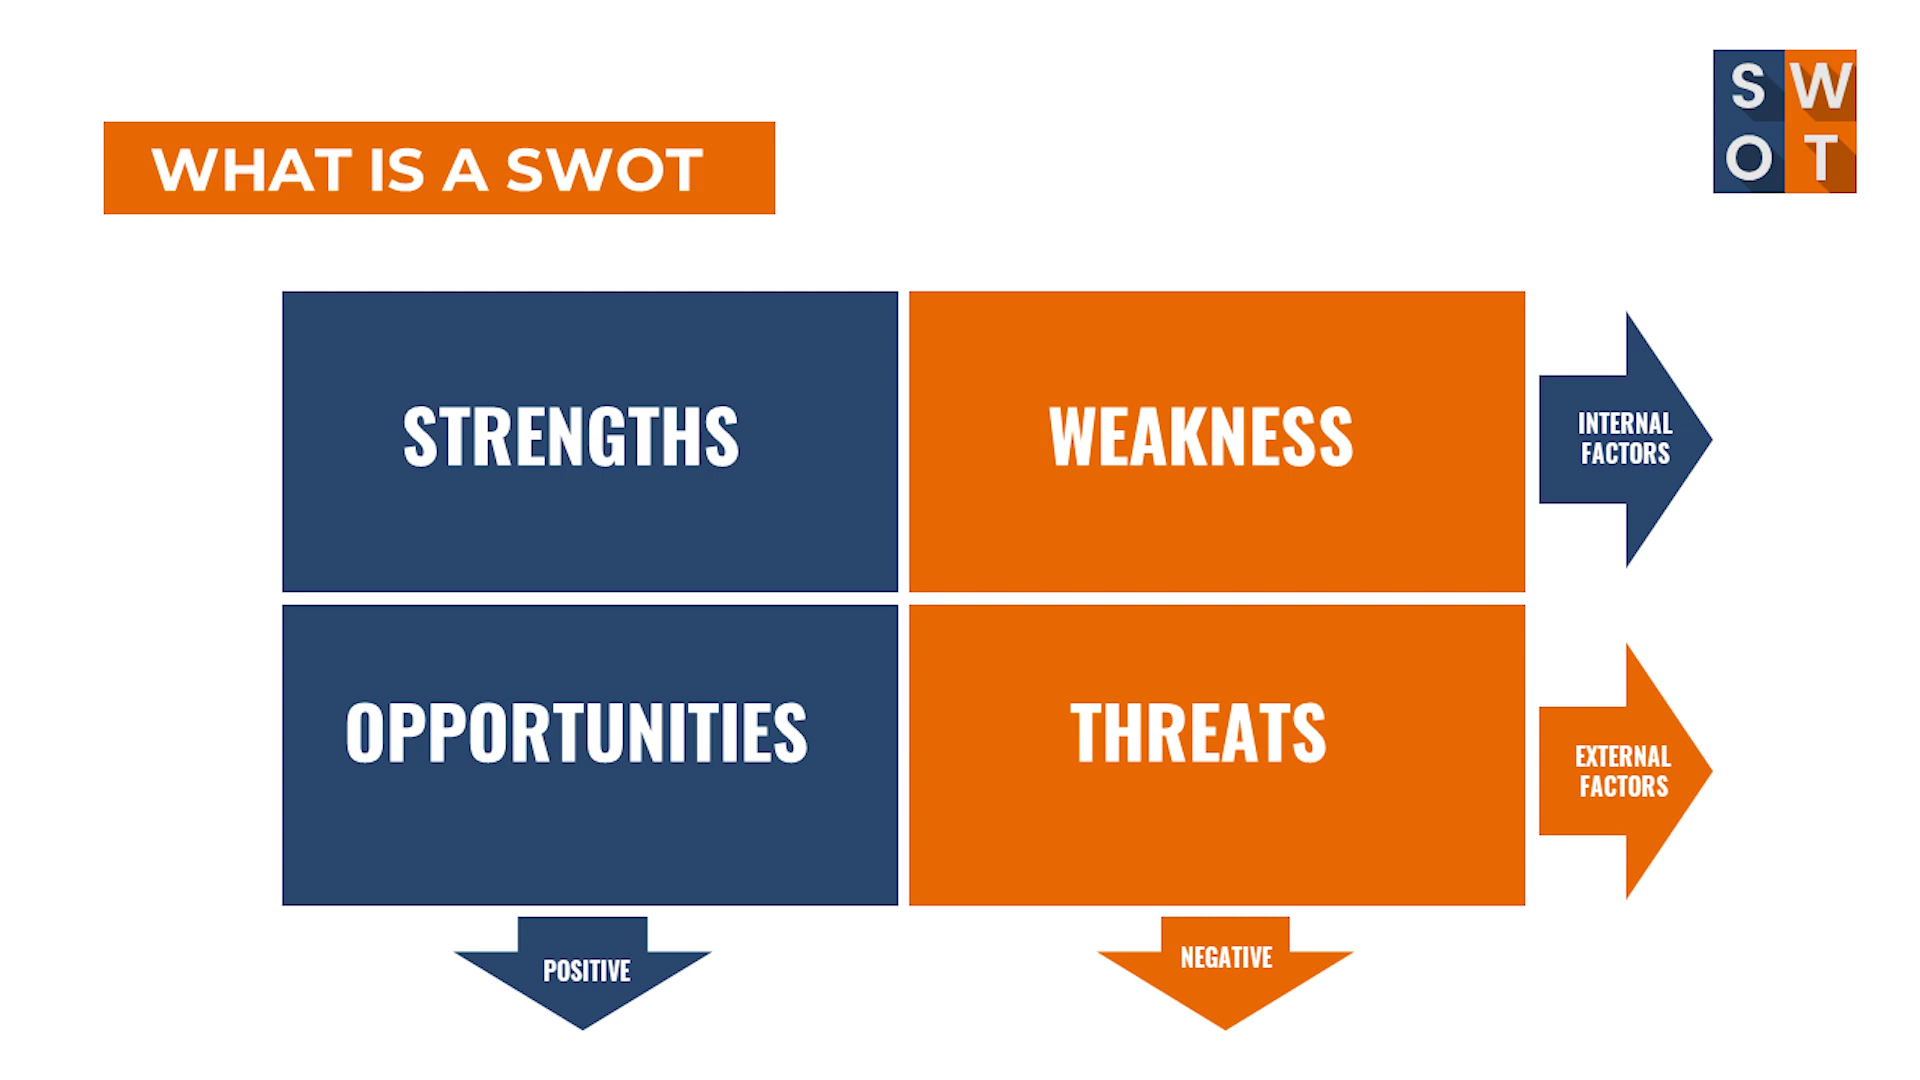 WHAT IS A SWOT
S W
O T
STRENGTHS
WEAKNESS
INTERNAL
FACTORS
OPPORTUNITIES
THREATS
EXTERNAL
FACTORS
POSITIVE
NEGATIVE